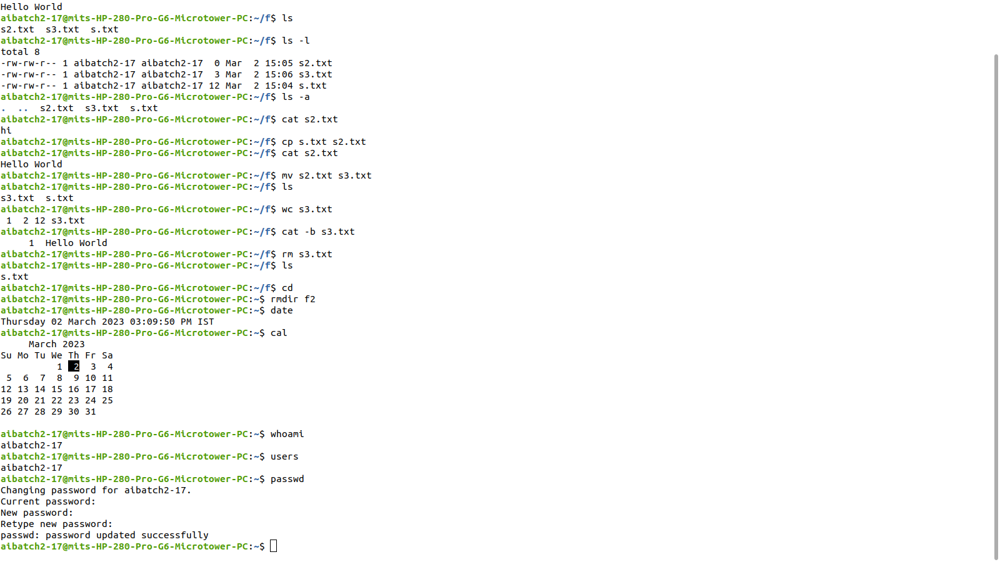 Hello World
aibatch2-17@mits-HP-280-Pro-G6-Microtower-PC:~/f$ ls
s2.txt  s3.txt  s.txt
aibatch2-17@mits-HP-280-Pro-G6-Microtower-PC:~/f$ ls -l
total 8
-rw-rw-r-- 1 aibatch2-17 aibatch2-17  0 Mar  2 15:05 s2.txt
-rw-rw-r-- 1 aibatch2-17 aibatch2-17  3 Mar  2 15:06 s3.txt
-rw-rw-r-- 1 aibatch2-17 aibatch2-17 12 Mar  2 15:04 s.txt
aibatch2-17@mits-HP-280-Pro-G6-Microtower-PC:~/f$ ls -a
.  ..  s2.txt  s3.txt  s.txt
aibatch2-17@mits-HP-280-Pro-G6-Microtower-PC:~/f$ cat s2.txt
hi
aibatch2-17@mits-HP-280-Pro-G6-Microtower-PC:~/f$ cp s.txt s2.txt
aibatch2-17@mits-HP-280-Pro-G6-Microtower-PC:~/f$ cat s2.txt
Hello World
aibatch2-17@mits-HP-280-Pro-G6-Microtower-PC:~/f$ mv s2.txt s3.txt
aibatch2-17@mits-HP-280-Pro-G6-Microtower-PC:~/f$ ls
s3.txt  s.txt
aibatch2-17@mits-HP-280-Pro-G6-Microtower-PC:~/f$ wc s3.txt
 1  2 12 s3.txt
aibatch2-17@mits-HP-280-Pro-G6-Microtower-PC:~/f$ cat -b s3.txt
     1  Hello World
aibatch2-17@mits-HP-280-Pro-G6-Microtower-PC:~/f$ rm s3.txt
aibatch2-17@mits-HP-280-Pro-G6-Microtower-PC:~/f$ ls
s.txt
aibatch2-17@mits-HP-280-Pro-G6-Microtower-PC:~/f$ cd
aibatch2-17@mits-HP-280-Pro-G6-Microtower-PC:~$ rmdir f2
aibatch2-17@mits-HP-280-Pro-G6-Microtower-PC:~$ date
Thursday 02 March 2023 03:09:50 PM IST
aibatch2-17@mits-HP-280-Pro-G6-Microtower-PC:~$ cal
     March 2023
Su Mo Tu We Th Fr Sa
          1  2  3  4
 5  6  7  8  9 10 11
12 13 14 15 16 17 18
19 20 21 22 23 24 25
26 27 28 29 30 31
aibatch2-17@mits-HP-280-Pro-G6-Microtower-PC:~$ whoami
aibatch2-17
aibatch2-17@mits-HP-280-Pro-G6-Microtower-PC:~$ users
aibatch2-17
aibatch2-17@mits-HP-280-Pro-G6-Microtower-PC:~$ passwd
Changing password for aibatch2-17.
Current password:
New password:
Retype new password:
passwd: password updated successfully
aibatch2-17@mits-HP-280-Pro-G6-Microtower-PC:~$